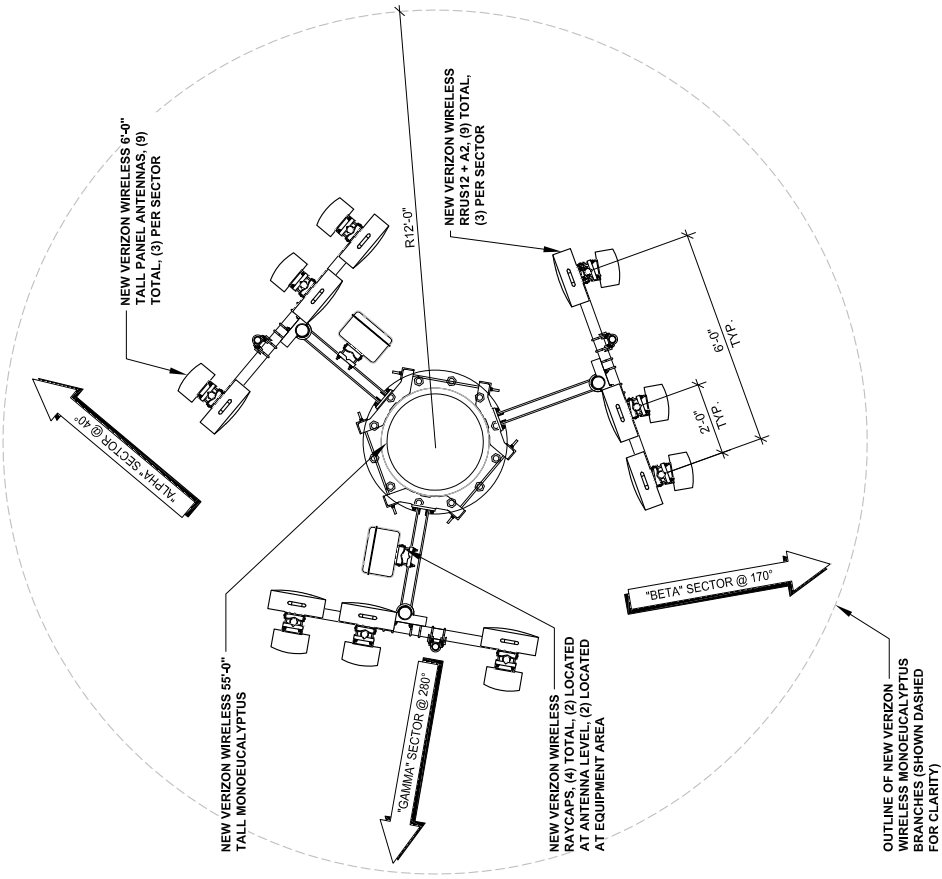 NEW VERIZON WIRELESS 6'-0"
TALL PANEL ANTENNAS, (9)
TOTAL, (3) PER SECTOR
NEW VERIZON WIRELESS
RRUS12 + A2, (9) TOTAL,
(3) PER SECTOR
R12'-0"
"ALPHA" SECTOR @ 40°
6'-0"
TYP.
2'-0"
TYP.
"BETA" SECTOR @ 170°
"GAMMA" SECTOR @ 280°
NEW VERIZON WIRELESS 55'-0"
TALL MONOEUCALYPTUS
NEW VERIZON WIRELESS
RAYCAPS, (4) TOTAL, (2) LOCATED
AT ANTENNA LEVEL, (2) LOCATED
AT EQUIPMENT AREA
OUTLINE OF NEW VERIZON
WIRELESS MONOEUCALYPTUS
BRANCHES (SHOWN DASHED
FOR CLARITY)